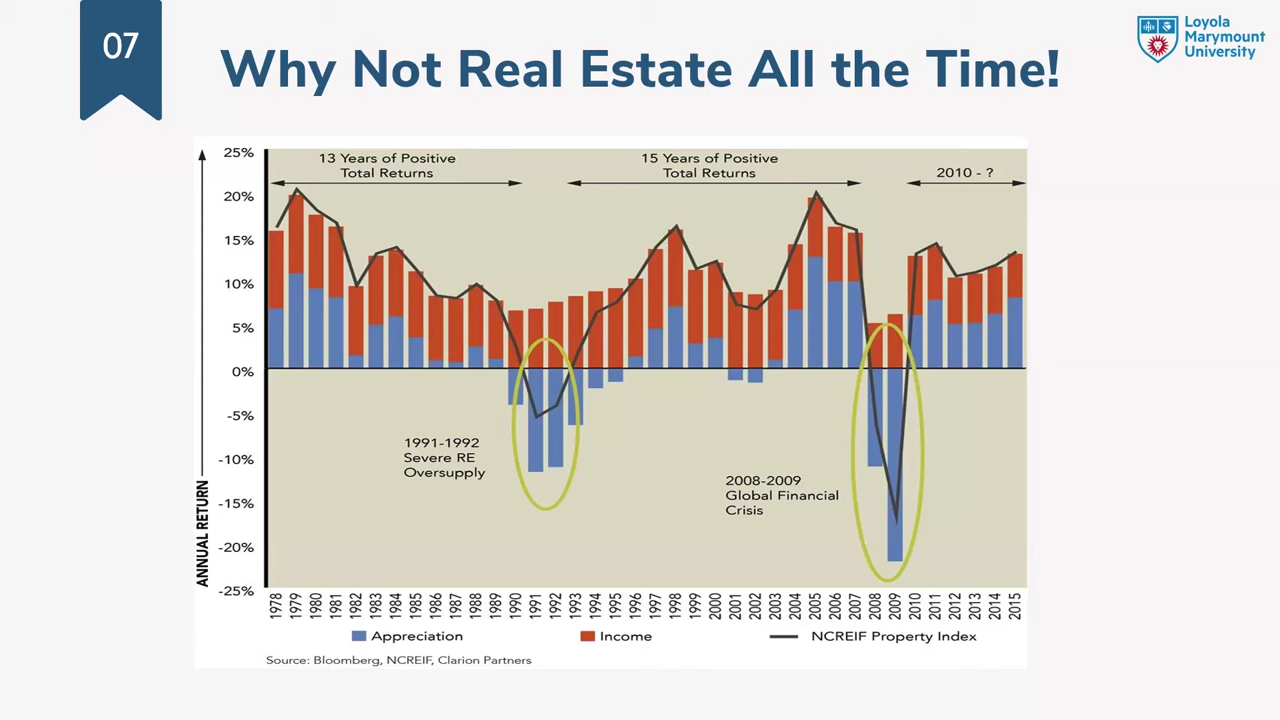 07
Why Not Real Estate All the Time!
Loyola
Marymount
University
25%
20%
15%
10%
5%
0%
-5%
-10%
-15%
-20%
-25%
ANNUAL RETURN
13 Years of Positive
Total Returns
15 Years of Positive
Total Returns
2010 - ?
1991-1992
Severe RE
Oversupply
2008-2009
Global Financial
Crisis
1978 1979 1980 1981 1982 1983 1984 1985 1986 1987 1988 1989 1990 1991 1992 1993 1994 1995 1996 1997 1998 1999 2000 2001 2002 2003 2004 2005 2006 2007 2008 2009 2010 2011 2012 2013 2014 2015
Appreciation Income NCREIF Property Index
Source: Bloomberg, NCREIF, Clarion Partners